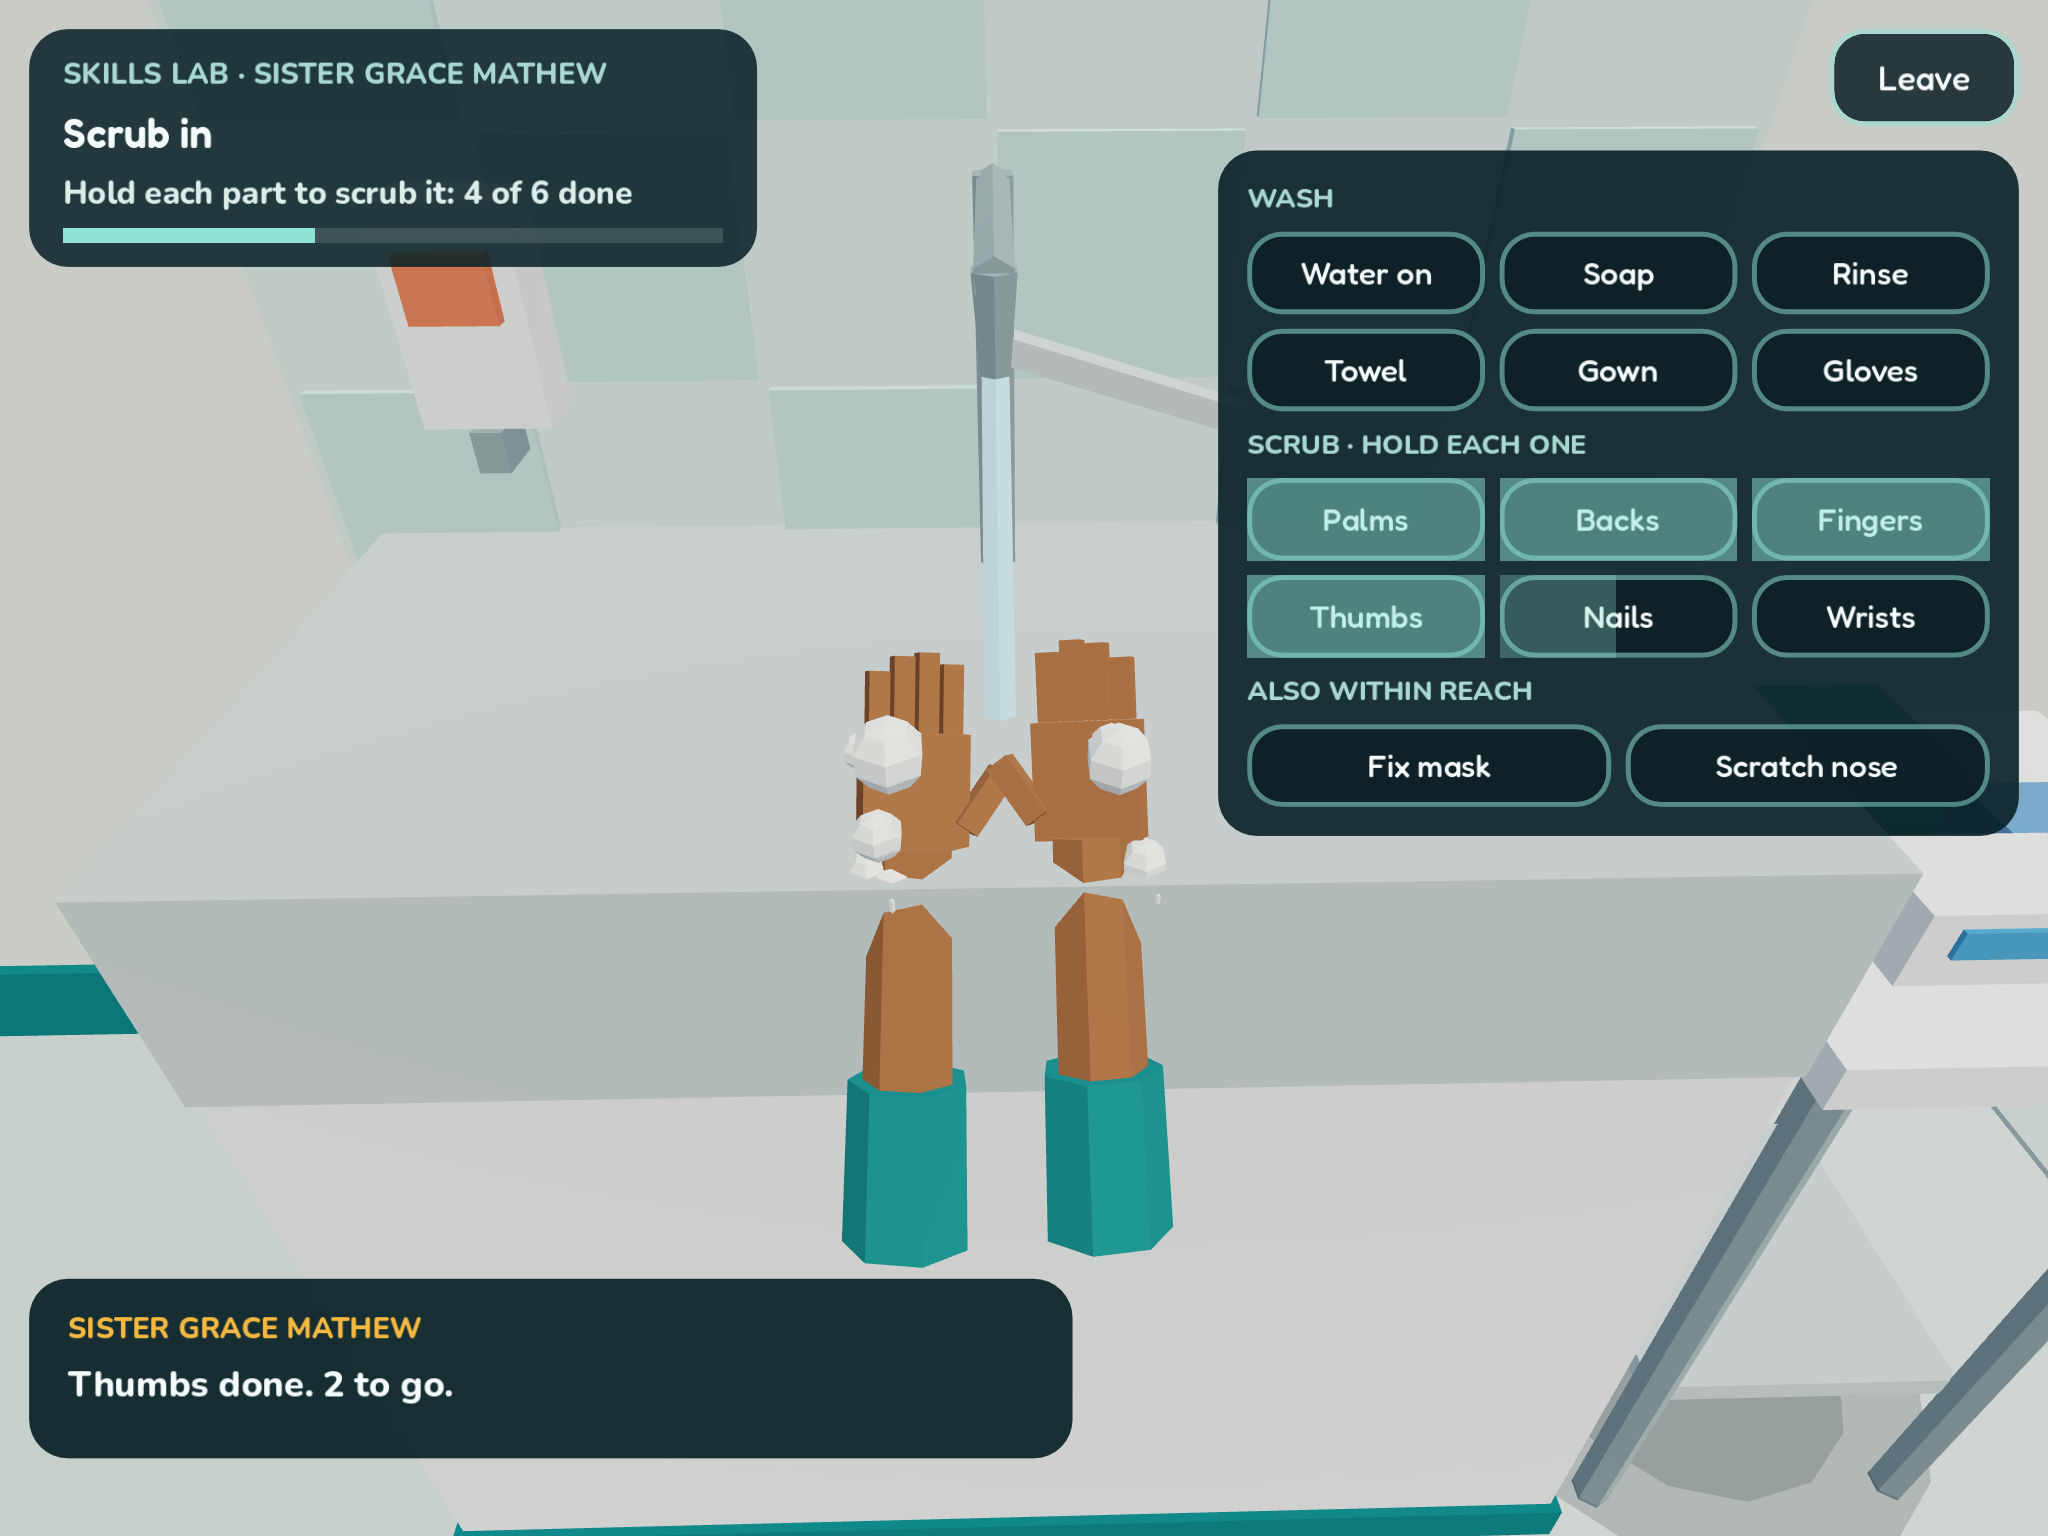 SKILLS LAB · SISTER GRACE MATHEW
Scrub in
Hold each part to scrub it: 4 of 6 done
Leave
WASH
Water on
Soap
Rinse
Towel
Gown
Gloves
SCRUB · HOLD EACH ONE
Palms
Backs
Fingers
Thumbs
Nails
Wrists
ALSO WITHIN REACH
Fix mask
Scratch nose
SISTER GRACE MATHEW
Thumbs done. 2 to go.